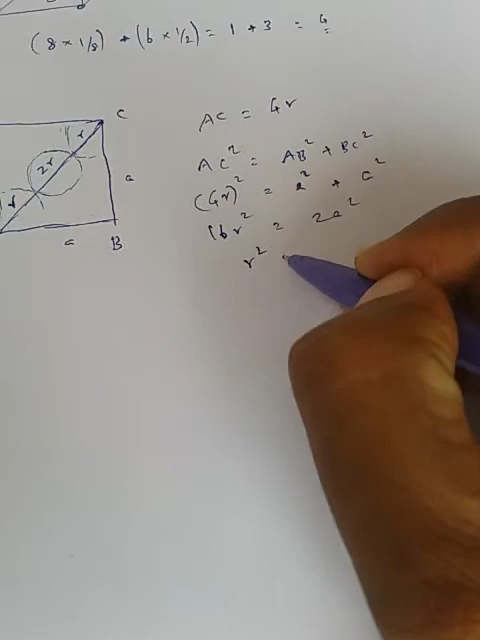 (8 x 1/8) + (6 x 1/2) = 1 + 3 = 4
C
r
2r
r
a
a
B
AC = 4r
AC² = AB² + BC²
(4r)² = a² + a²
16r² = 2a²
r²